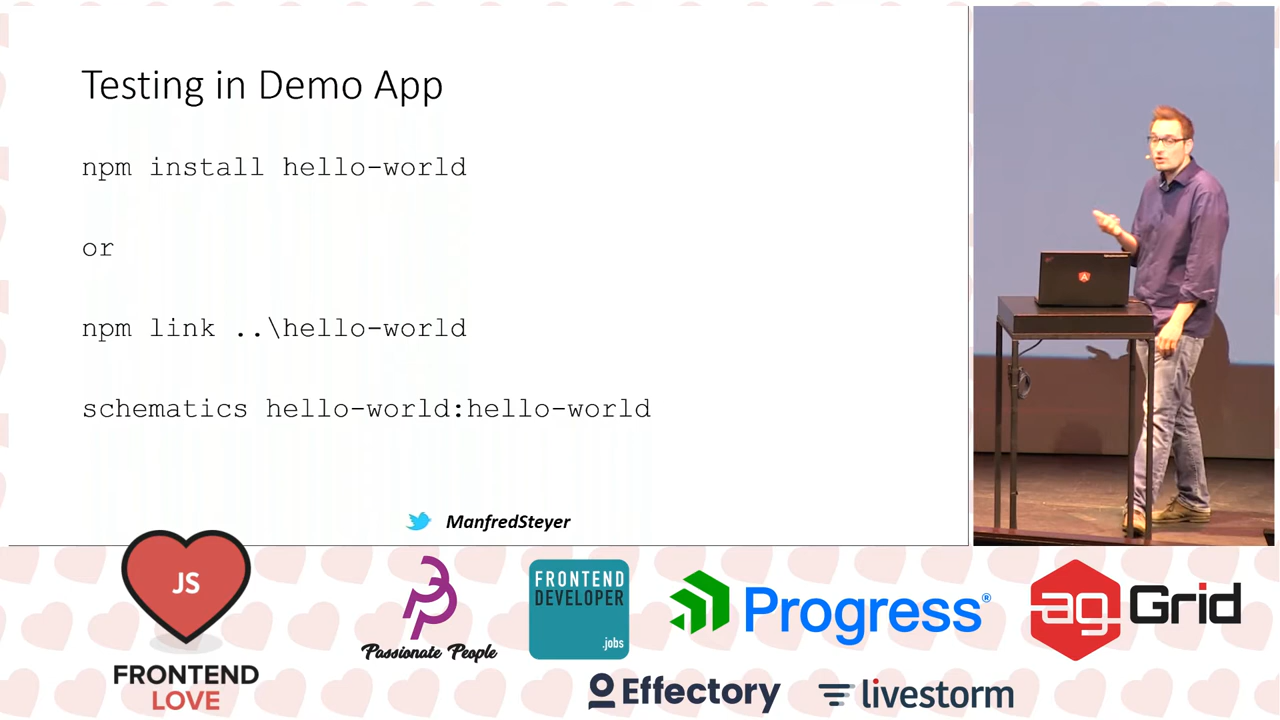 Testing in Demo App
npm install hello-world
or
npm link ..\hello-world
schematics hello-world:hello-world
ManfredSteyer
JS
FRONTEND
LOVE
Passionate People
FRONTEND
DEVELOPER
.jobs
Progress®
ag Grid
Effectory
livestorm